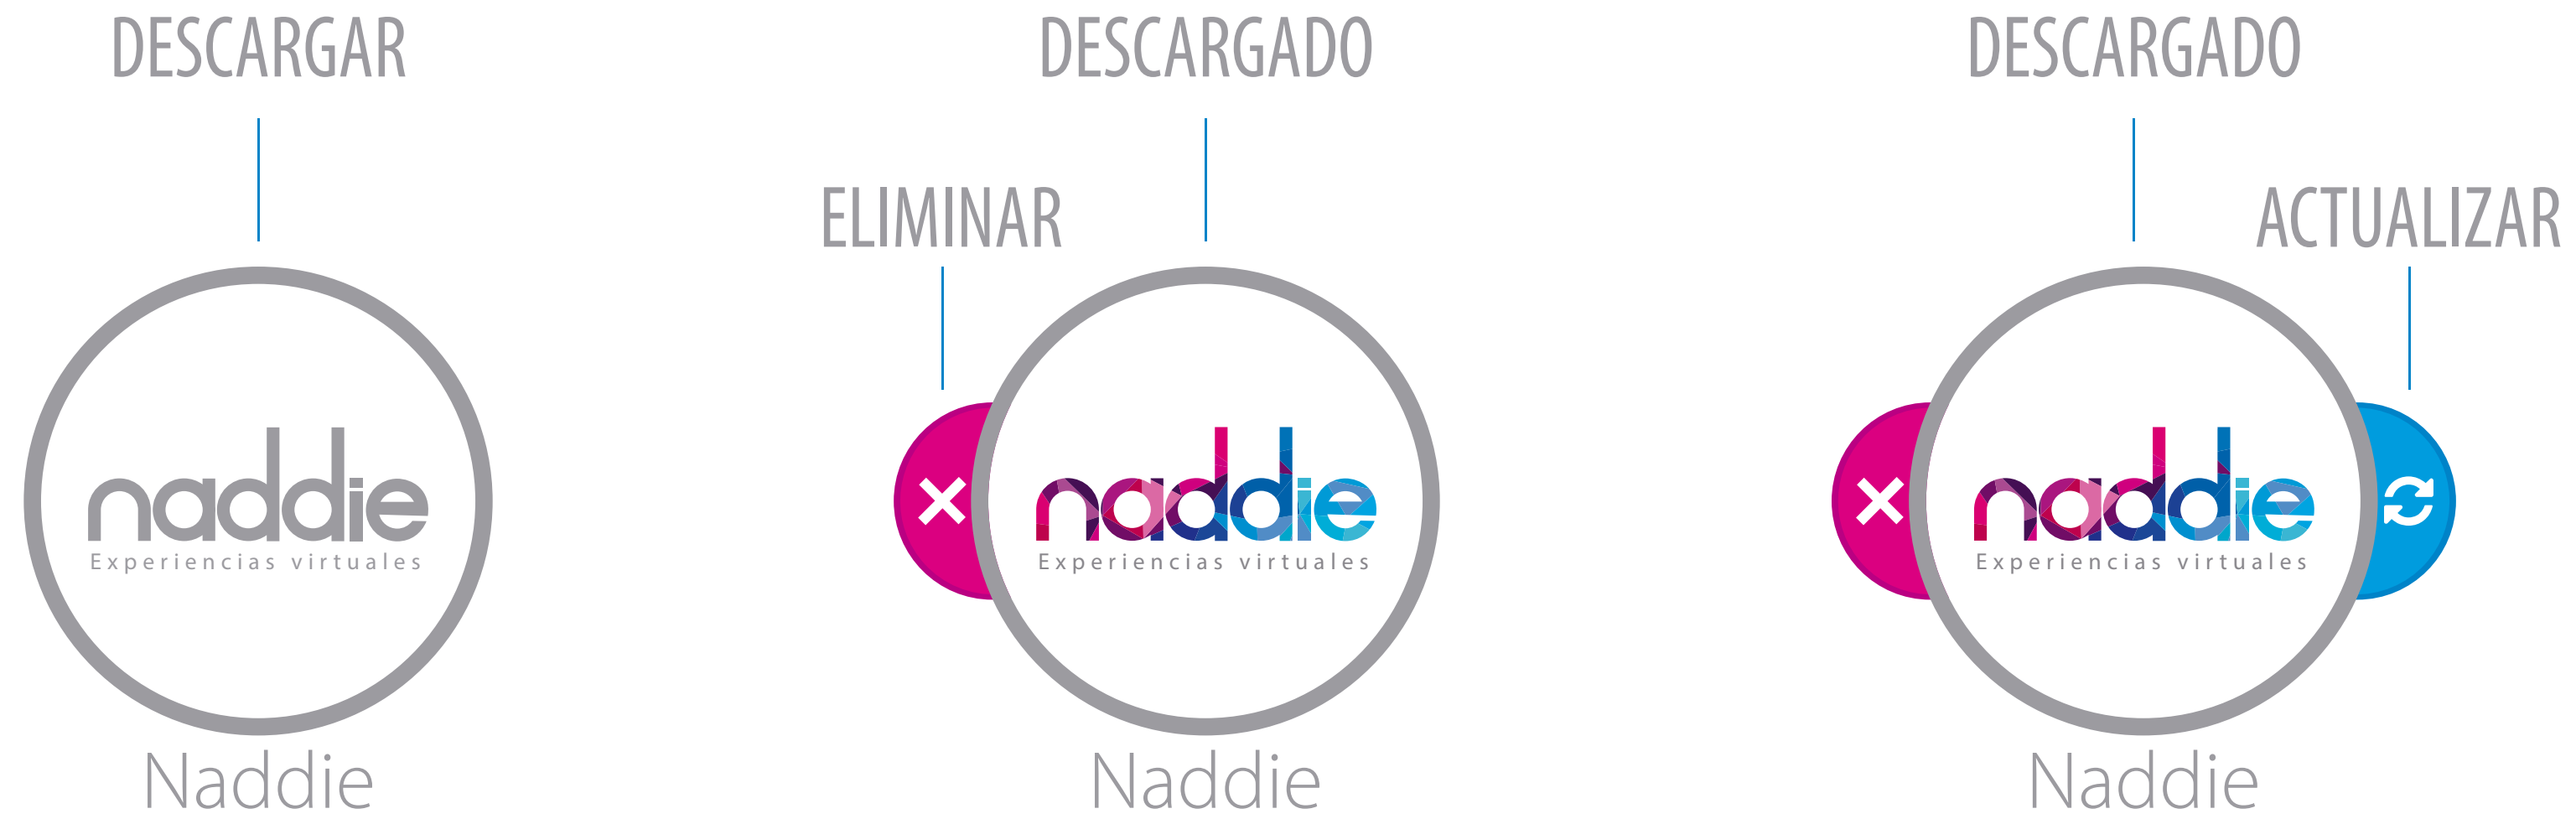 DESCARGAR
DESCARGADO
DESCARGADO
ELIMINAR
ACTUALIZAR
naddie
Experiencias virtuales
naddie
Experiencias virtuales
naddie
Experiencias virtuales
Naddie
Naddie
Naddie